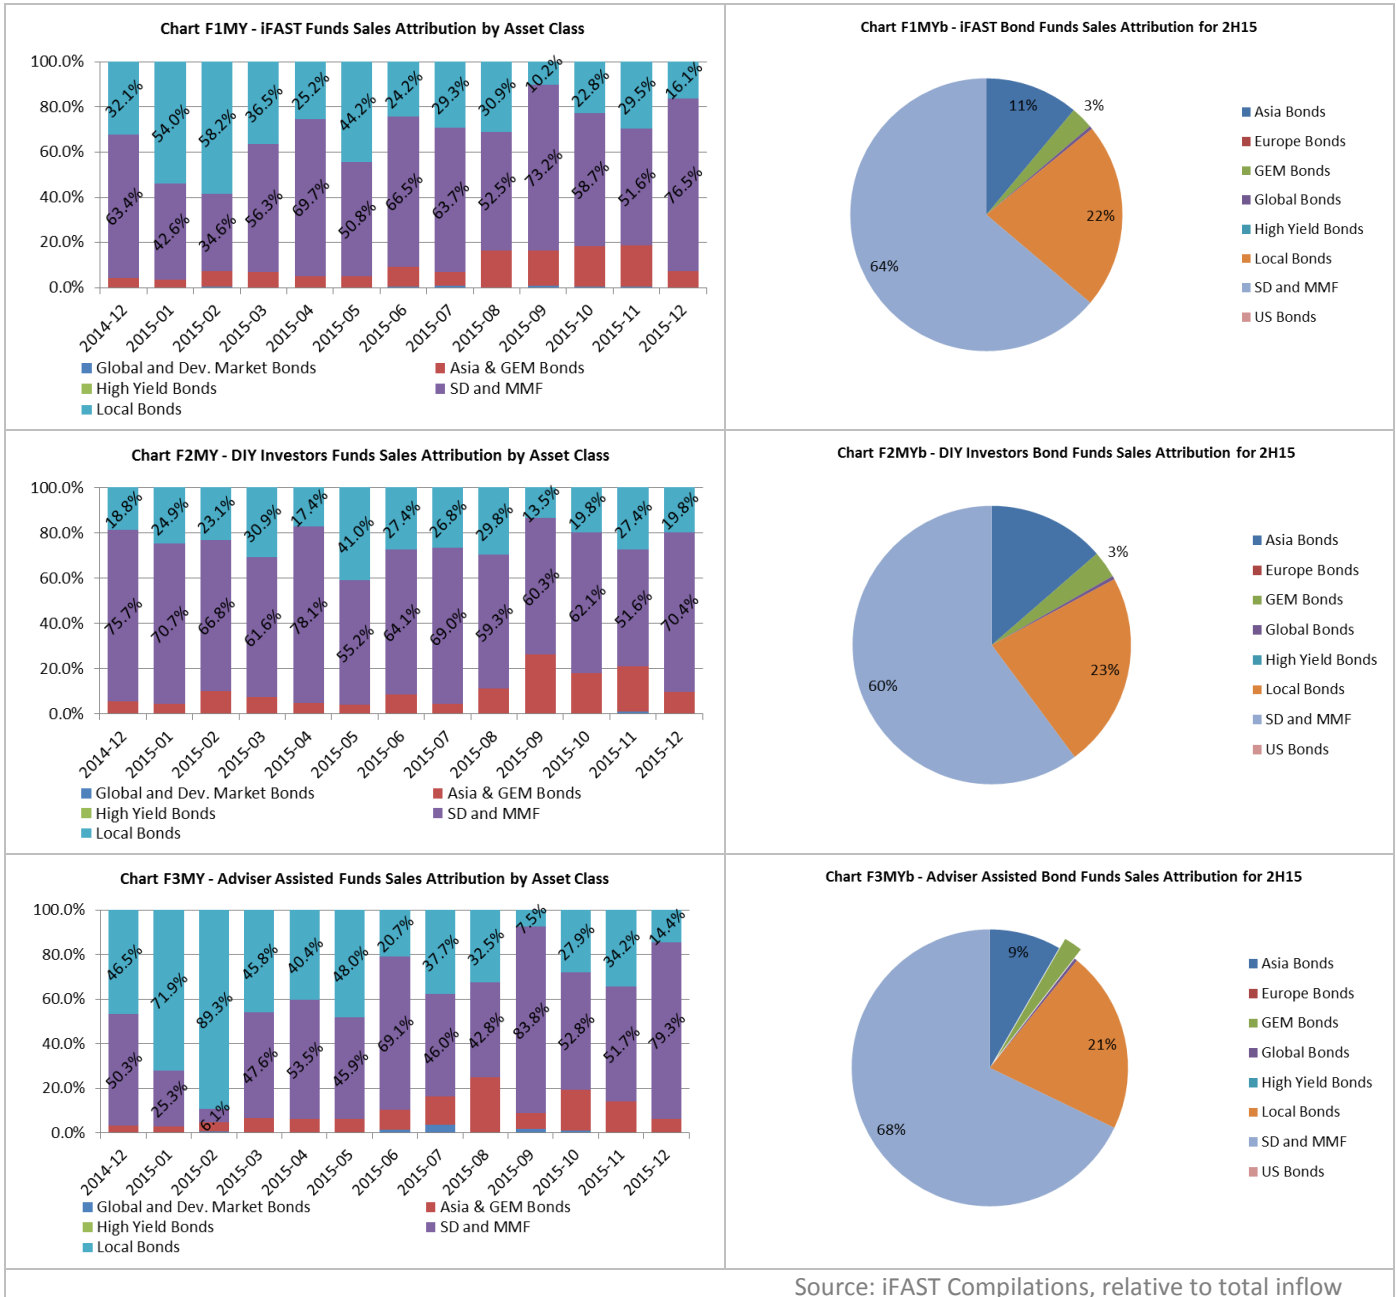 Chart F1MY - iFAST Funds Sales Attribution by Asset Class
100.0%
80.0%
60.0%
40.0%
20.0%
0.0%
32.1% 54.0% 58.2% 36.5% 25.2% 44.2% 24.2% 29.3% 30.9% 10.2% 22.8% 29.5% 16.1%
63.4% 42.6% 34.6% 56.3% 69.7% 50.8% 66.5% 63.7% 52.5% 73.2% 58.7% 51.6% 76.5%
2014-12 2015-01 2015-02 2015-03 2015-04 2015-05 2015-06 2015-07 2015-08 2015-09 2015-10 2015-11 2015-12
Global and Dev. Market Bonds Asia & GEM Bonds
High Yield Bonds SD and MMF
Local Bonds
Chart F1MYb - iFAST Bond Funds Sales Attribution for 2H15
11%
3%
22%
64%
Asia Bonds
Europe Bonds
GEM Bonds
Global Bonds
High Yield Bonds
Local Bonds
SD and MMF
US Bonds
Chart F2MY - DIY Investors Funds Sales Attribution by Asset Class
100.0%
80.0%
60.0%
40.0%
20.0%
0.0%
18.8% 24.9% 23.1% 30.9% 17.4% 41.0% 27.4% 26.8% 29.8% 13.5% 19.8% 27.4% 19.8%
75.7% 70.7% 66.8% 61.6% 78.1% 55.2% 64.1% 69.0% 59.3% 60.3% 62.1% 51.6% 70.4%
2014-12 2015-01 2015-02 2015-03 2015-04 2015-05 2015-06 2015-07 2015-08 2015-09 2015-10 2015-11 2015-12
Global and Dev. Market Bonds Asia & GEM Bonds
High Yield Bonds SD and MMF
Local Bonds
Chart F2MYb - DIY Investors Bond Funds Sales Attribution for 2H15
3%
23%
60%
Asia Bonds
Europe Bonds
GEM Bonds
Global Bonds
High Yield Bonds
Local Bonds
SD and MMF
US Bonds
Chart F3MY - Adviser Assisted Funds Sales Attribution by Asset Class
100.0%
80.0%
60.0%
40.0%
20.0%
0.0%
46.5% 71.9% 89.3% 45.8% 40.4% 48.0% 20.7% 37.7% 32.5% 7.5% 27.9% 34.2% 14.4%
50.3% 25.3% 6.1% 47.6% 53.5% 45.9% 69.1% 46.0% 42.8% 83.8% 52.8% 51.7% 79.3%
2014-12 2015-01 2015-02 2015-03 2015-04 2015-05 2015-06 2015-07 2015-08 2015-09 2015-10 2015-11 2015-12
Global and Dev. Market Bonds Asia & GEM Bonds
High Yield Bonds SD and MMF
Local Bonds
Chart F3MYb - Adviser Assisted Bond Funds Sales Attribution for 2H15
9%
21%
68%
Asia Bonds
Europe Bonds
GEM Bonds
Global Bonds
High Yield Bonds
Local Bonds
SD and MMF
US Bonds
Source: iFAST Compilations, relative to total inflow